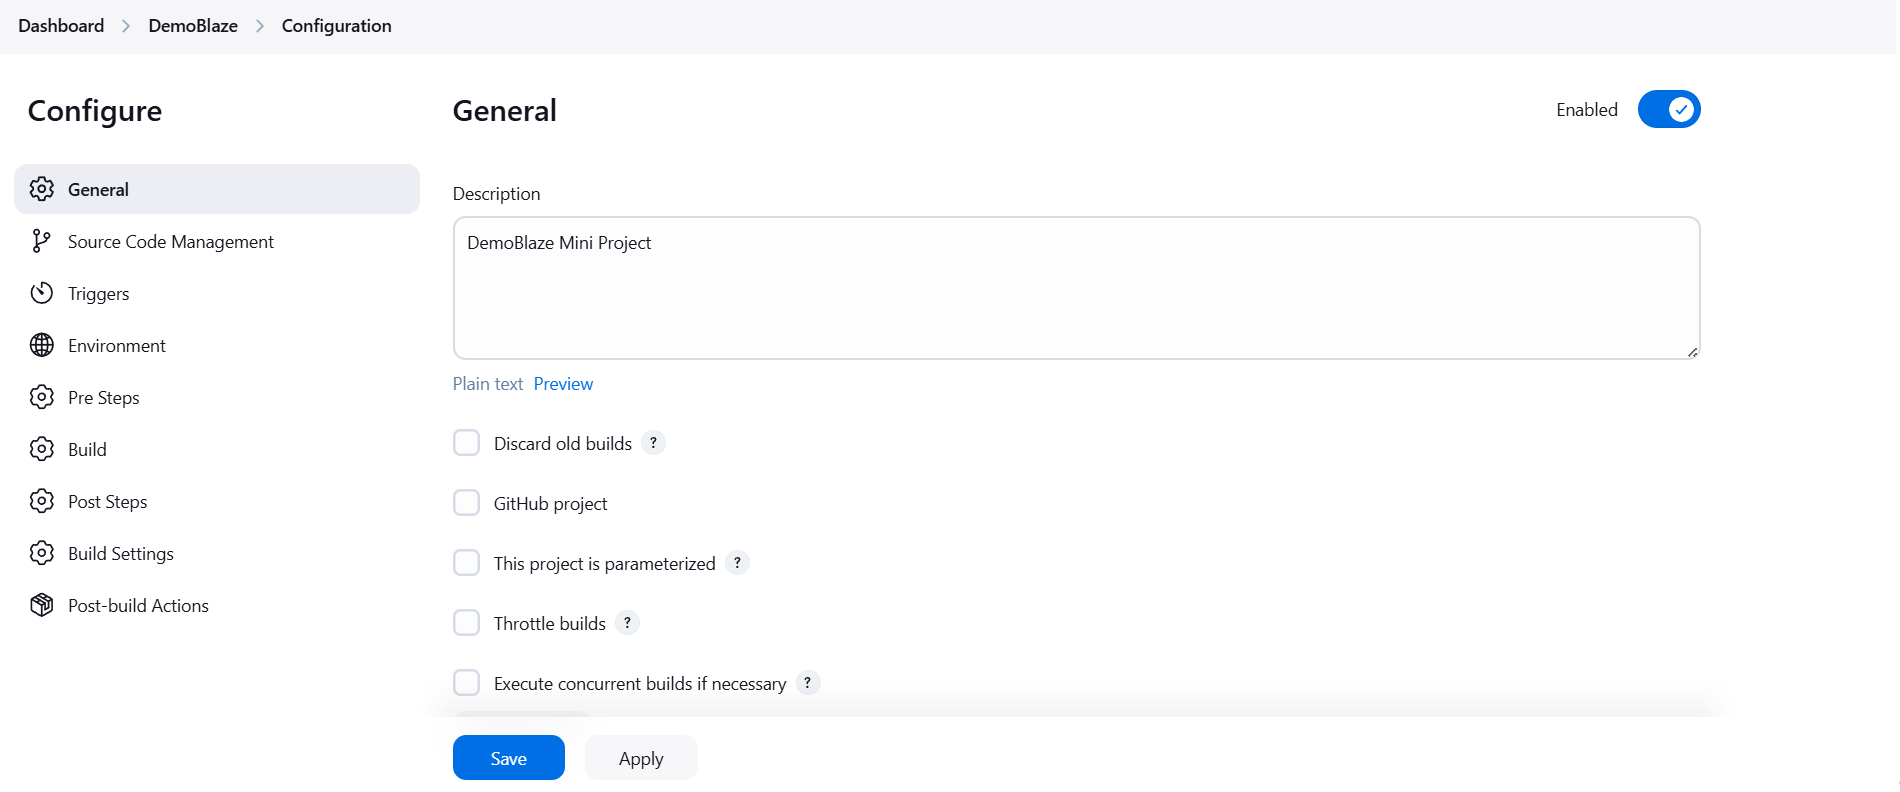 Dashboard > DemoBlaze > Configuration
Configure
General
Source Code Management
Triggers
Environment
Pre Steps
Build
Post Steps
Build Settings
Post-build Actions
General
Enabled
Description
DemoBlaze Mini Project
Plain text Preview
Discard old builds ?
GitHub project
This project is parameterized ?
Throttle builds ?
Execute concurrent builds if necessary ?
Save Apply